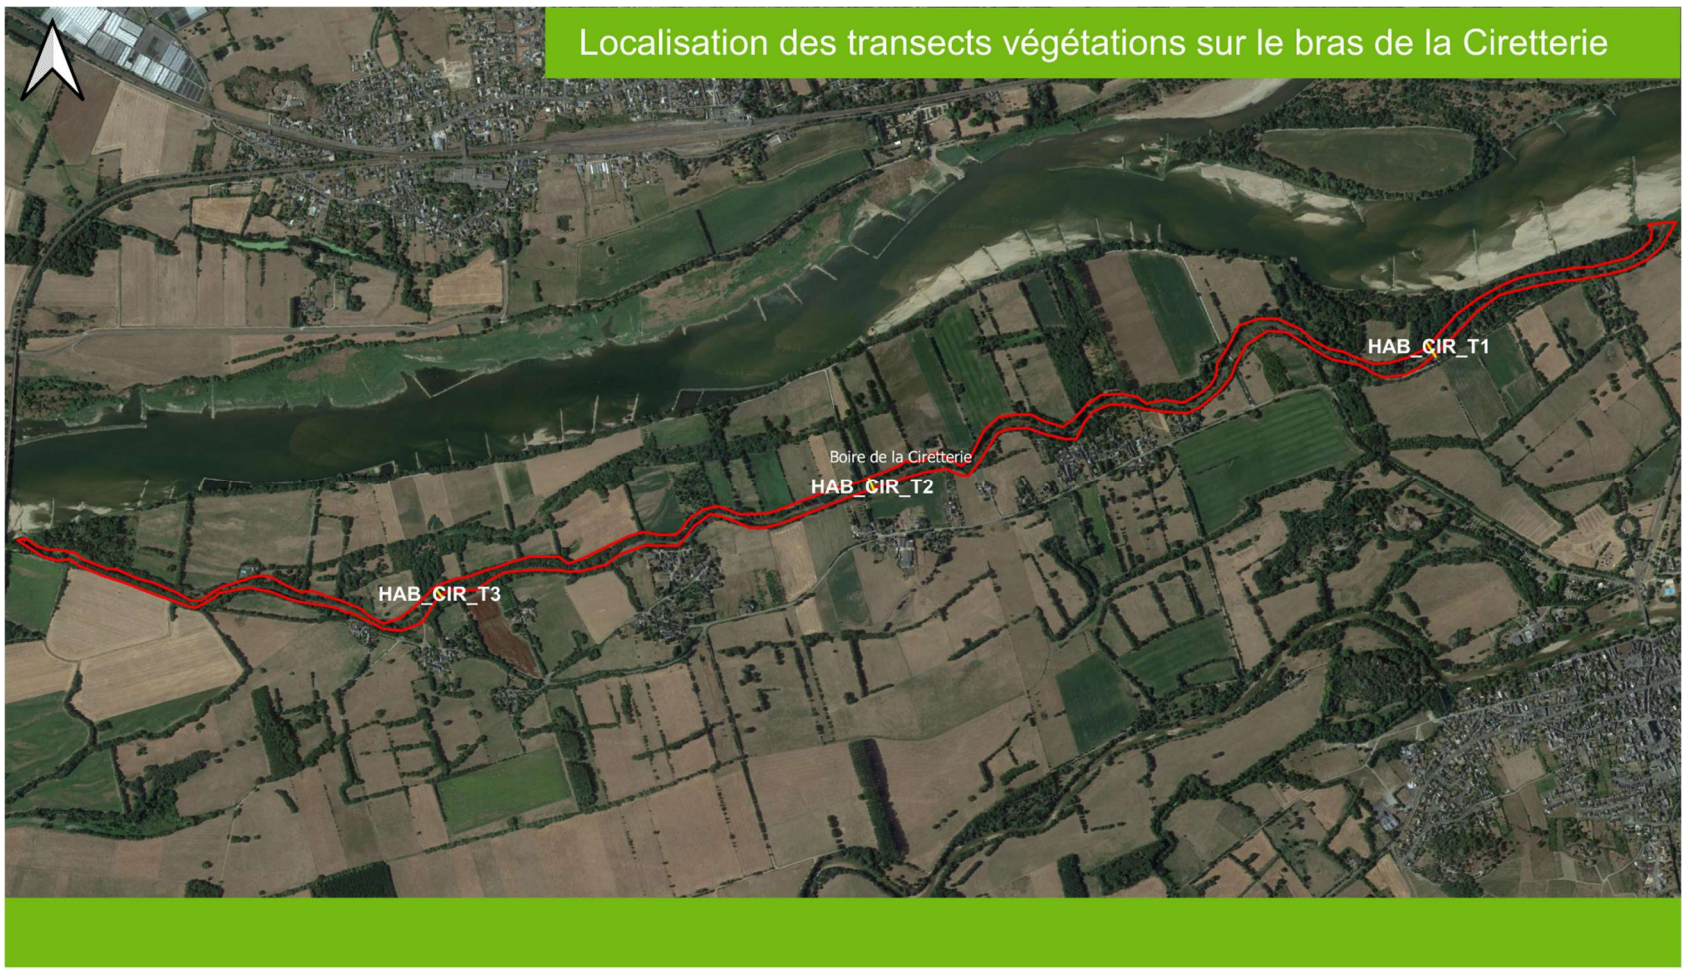 Localisation des transects végétations sur le bras de la Ciretterie
HAB_CIR_T1
Boire de la Ciretterie
HAB_CIR_T2
HAB_CIR_T3